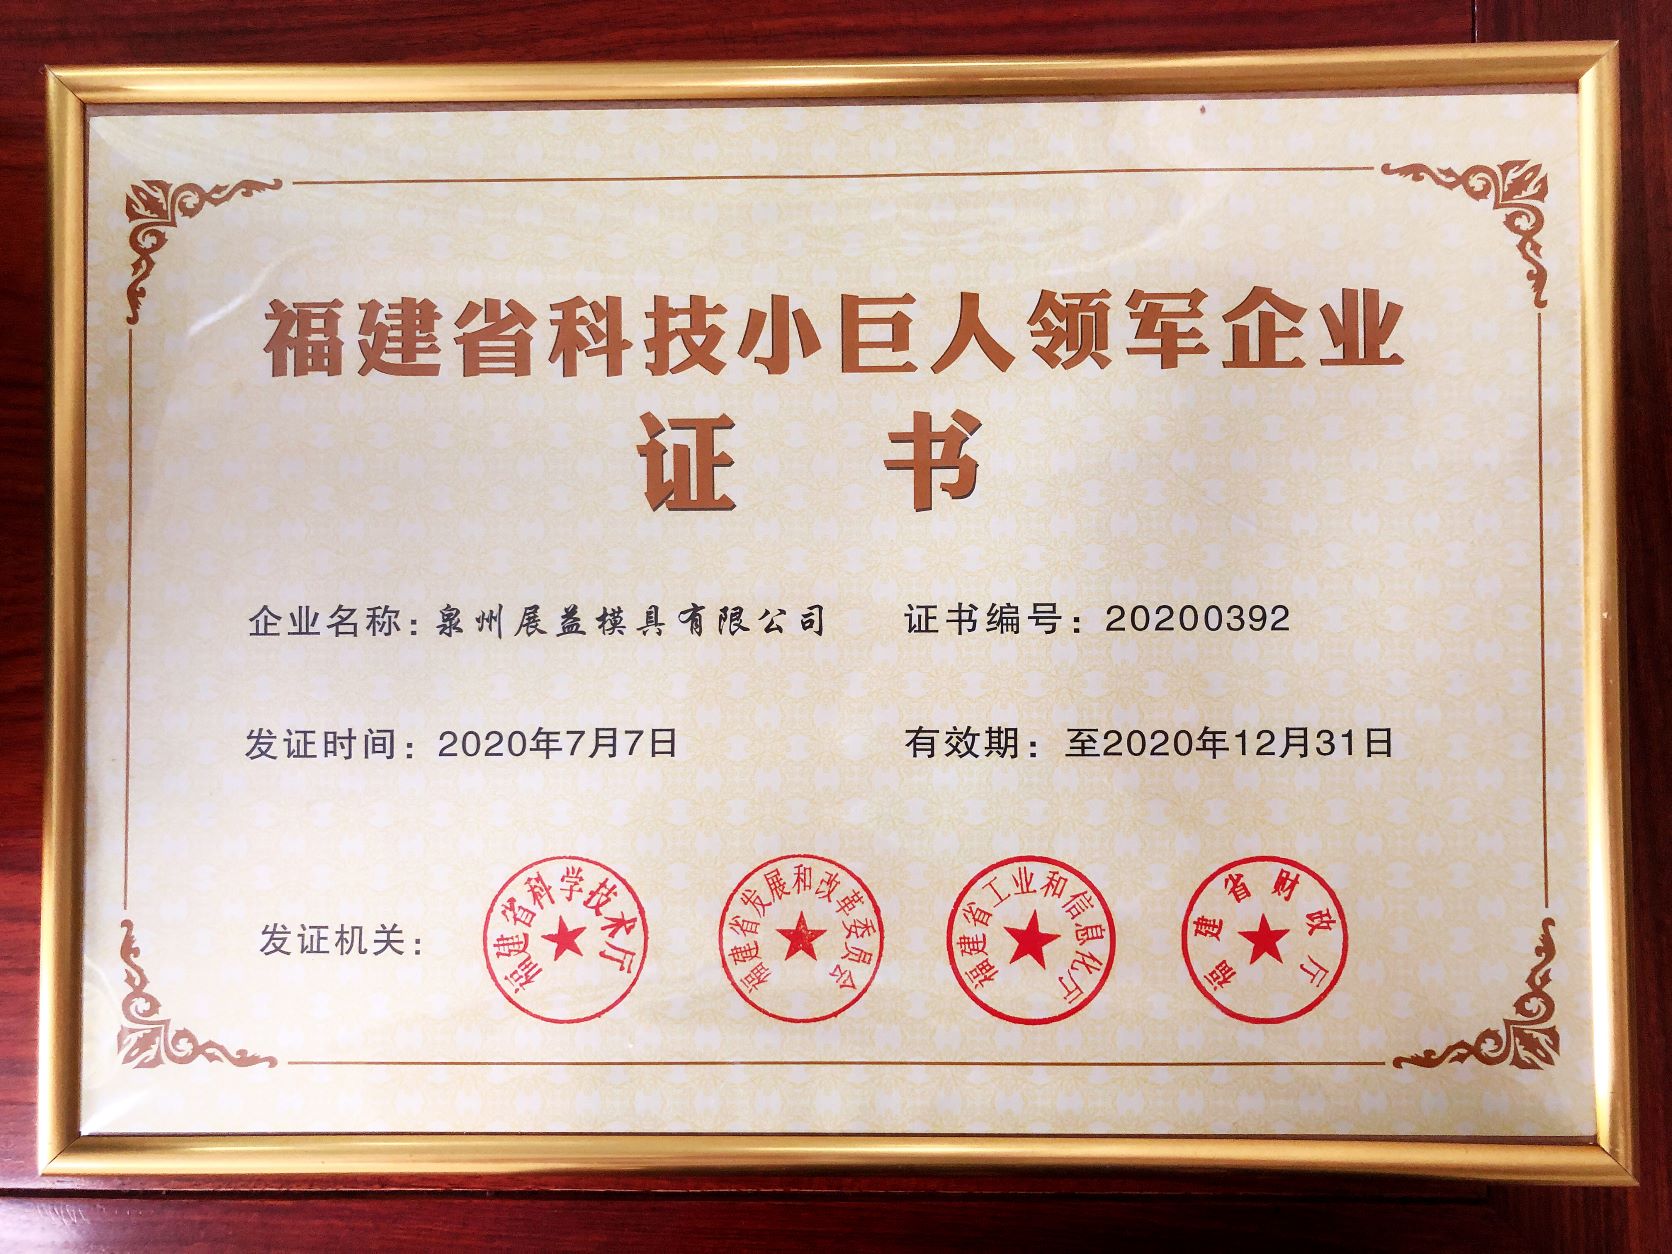 福建省科技小巨人领军企业
证书
企业名称：泉州展益模具有限公司 证书编号：20200392
发证时间：2020年7月7日 有效期：至2020年12月31日
发证机关：
福建省科学技术厅
福建省发展和改革委员会
福建省工业和信息化厅
福建省财政厅